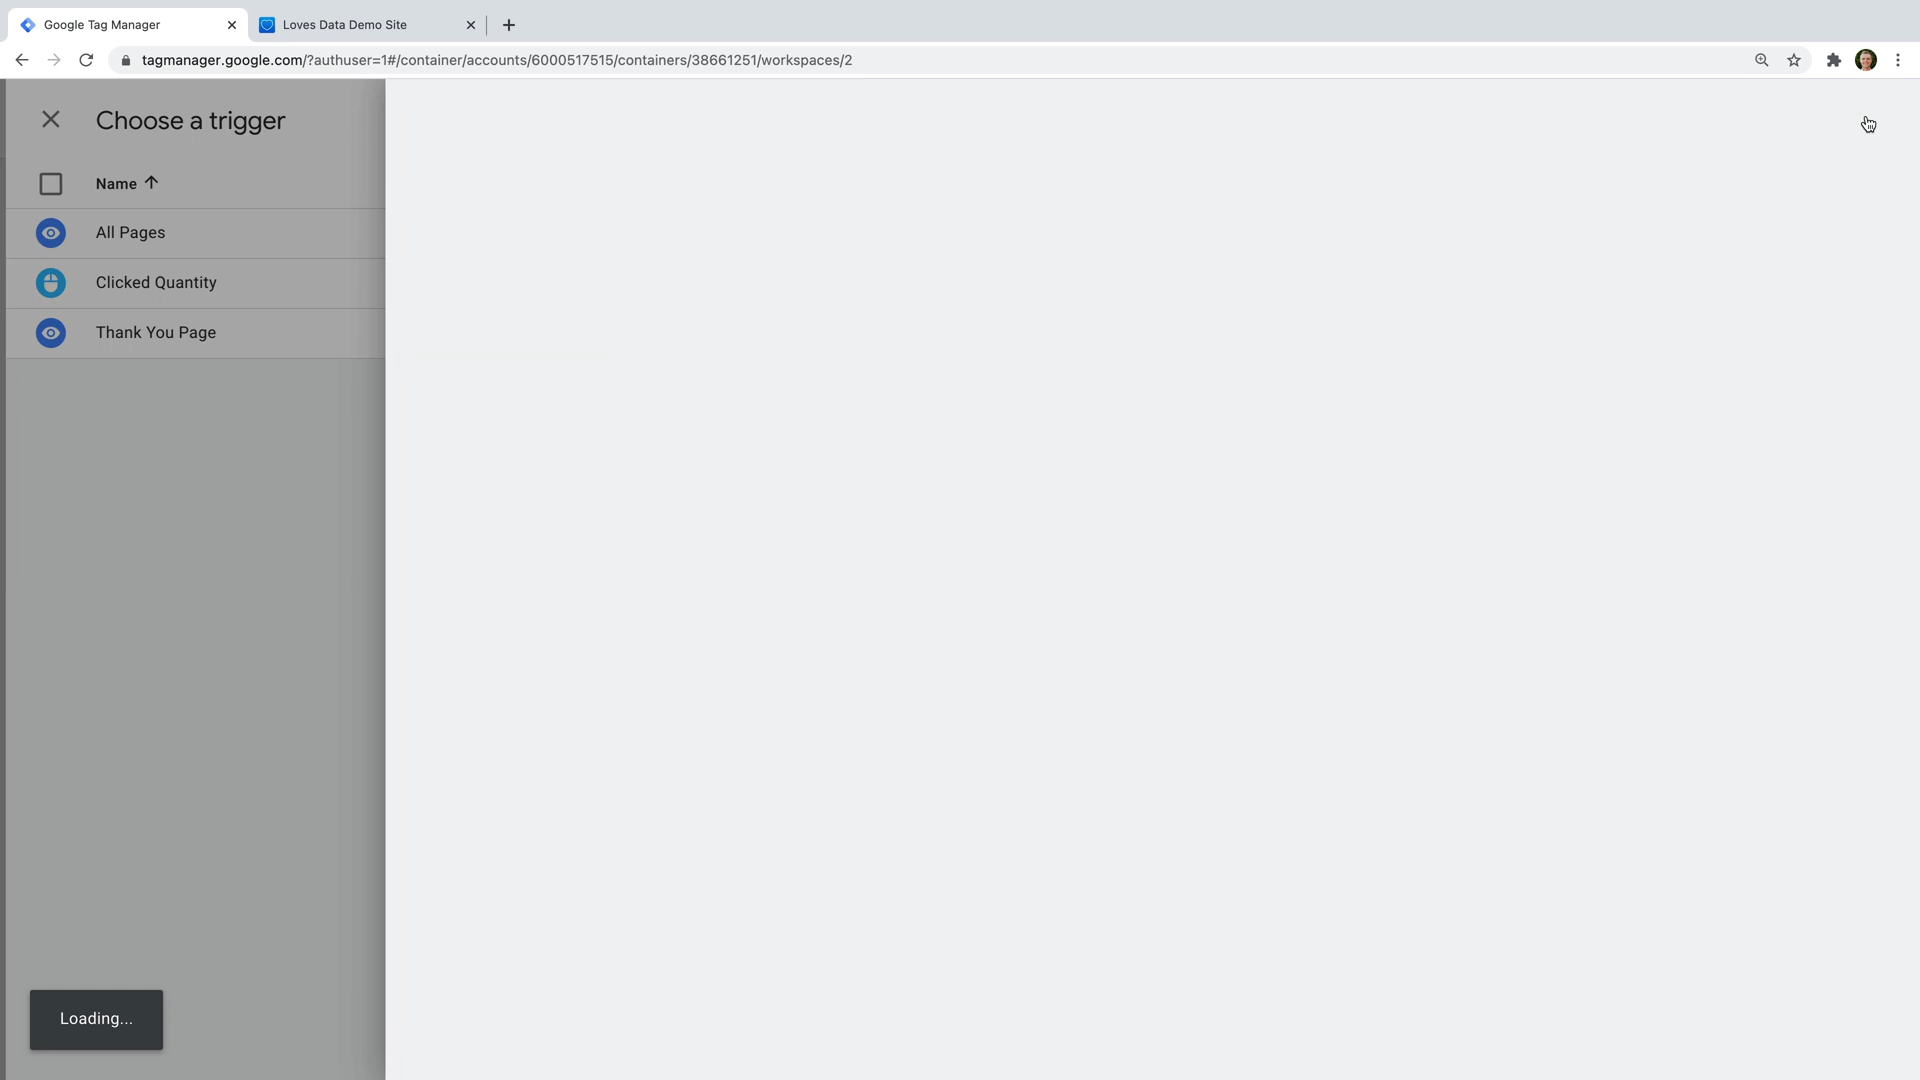 Google Tag Manager
Loves Data Demo Site
tagmanager.google.com/?authuser=1#/container/accounts/6000517515/containers/38661251/workspaces/2
Choose a trigger
Name
All Pages
Clicked Quantity
Thank You Page
Loading...